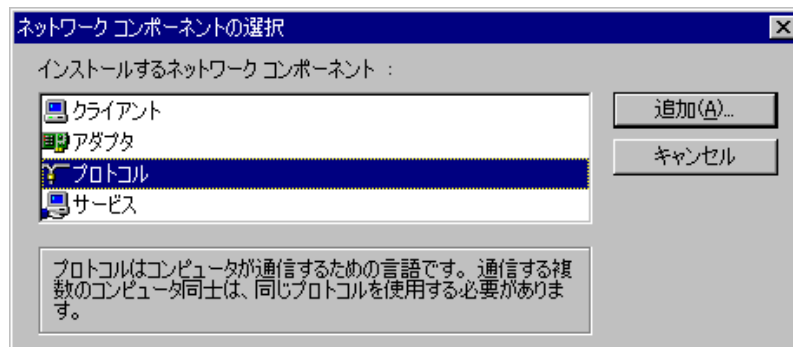 ネットワーク コンポーネントの選択
インストールするネットワーク コンポーネント :
クライアント
アダプタ
プロトコル
サービス
追加(A)...
キャンセル
プロトコルはコンピュータが通信するための言語です。通信する複
数のコンピュータ同士は、同じプロトコルを使用する必要がありま
す。